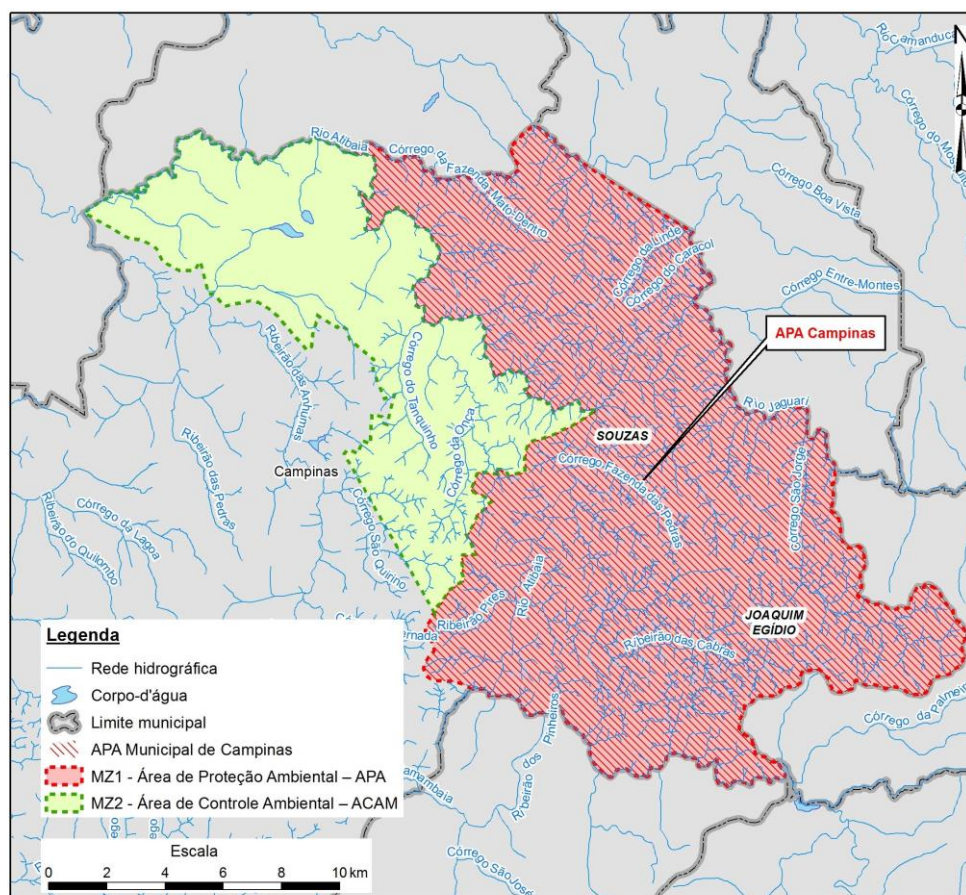 N
Rio Camanducaia
Córrego do Mosquito
Rio Atibaia
Córrego da Fazenda Mato-Dentro
Córrego Boa Vista
Córrego da Linde
Córrego do Caracol
Córrego Entre-Montes
APA Campinas
Ribeirão das Anhumas
Córrego do Tanquinho
Córrego da Onça
Rio Jaguari
SOUZAS
Córrego Fazenda das Pedras
Córrego São Jorge
Campinas
Ribeirão das Pedras
Córrego da Lagoa
Ribeirão do Quilombo
Córrego São Quirino
Rio Atibaia
Ribeirão Pires
JOAQUIM
EGÍDIO
Ribeirão das Cabras
Córrego da Palmei
Ribeirão dos Pinheiros
Córrego São José
Legenda
Rede hidrográfica
Corpo-d'água
Limite municipal
APA Municipal de Campinas
MZ1 - Área de Proteção Ambiental – APA
MZ2 - Área de Controle Ambiental – ACAM
Escala
0 2 4 6 8 10 km